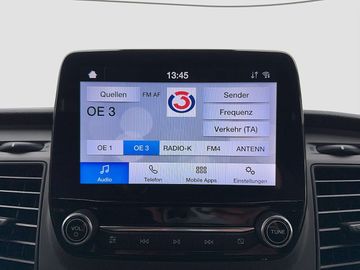 13:45
Quellen FM AF Sender
3
OE 3 Frequenz
Verkehr (TA)
OE 1 OE 3 RADIO-K FM4 ANTENN
Audio Telefon Mobile Apps Einstellungen
VOL TUNE